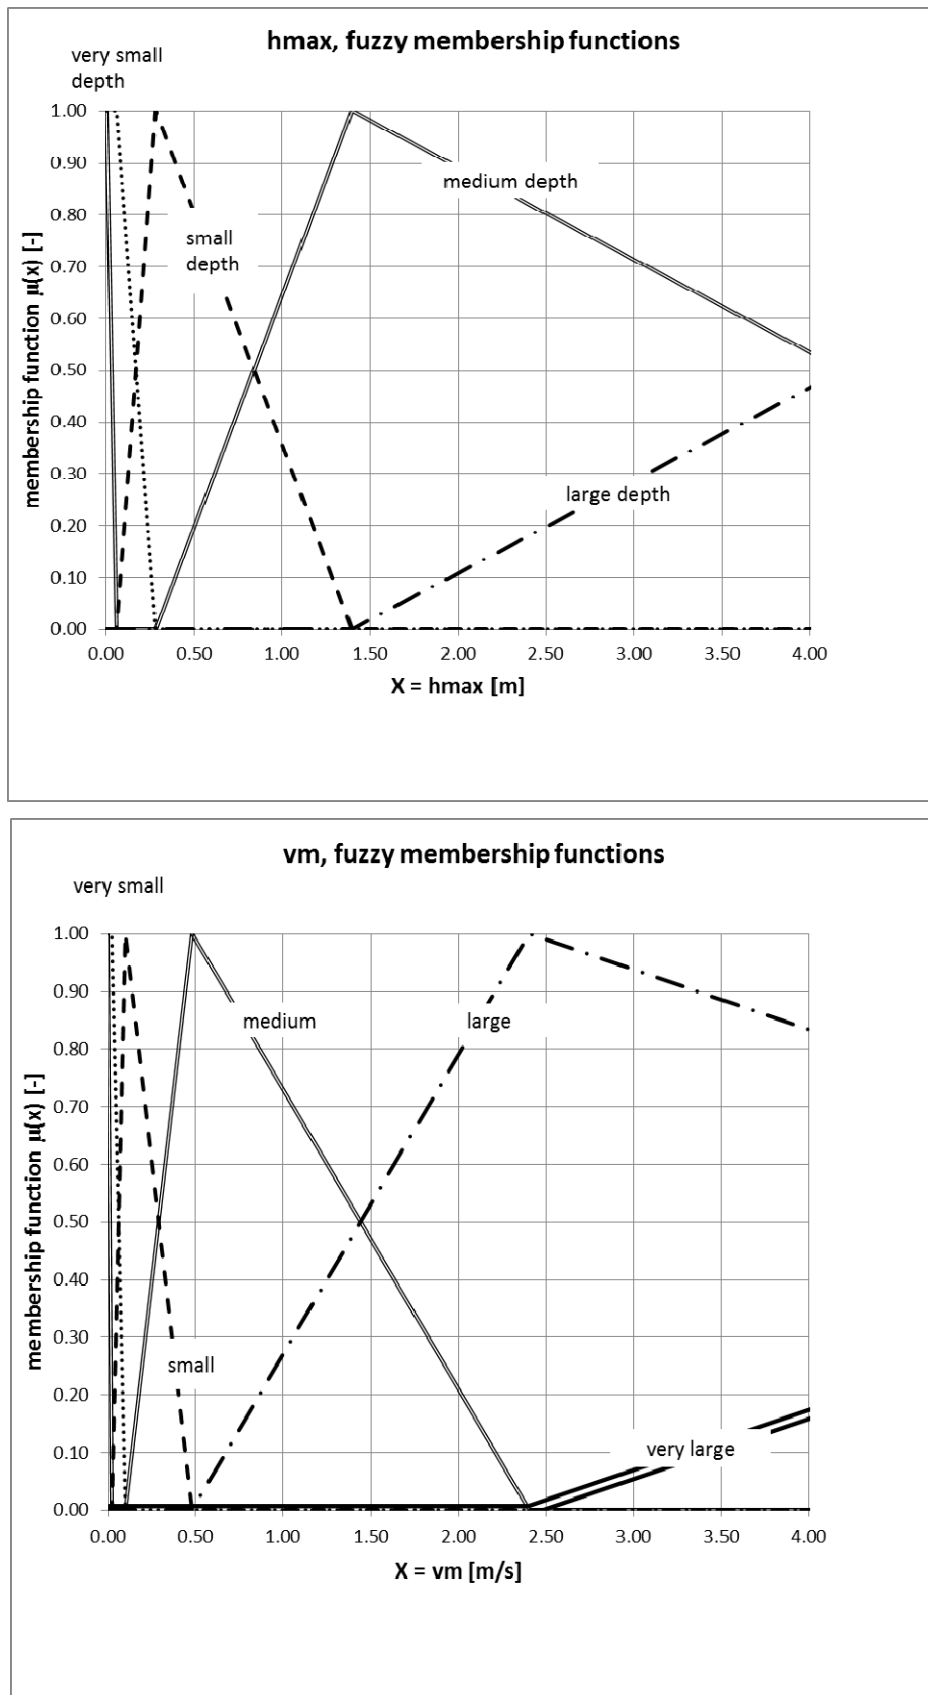 hmax, fuzzy membership functions
very small
depth
1.00
0.90
0.80
0.70
0.60
0.50
0.40
0.30
0.20
0.10
0.00
membership function μ(x) [-]
medium depth
small
depth
large depth
0.00 0.50 1.00 1.50 2.00 2.50 3.00 3.50 4.00
X = hmax [m]
vm, fuzzy membership functions
very small
1.00
0.90
0.80
0.70
0.60
0.50
0.40
0.30
0.20
0.10
0.00
membership function μ(x) [-]
medium
large
small
very large
0.00 0.50 1.00 1.50 2.00 2.50 3.00 3.50 4.00
X = vm [m/s]